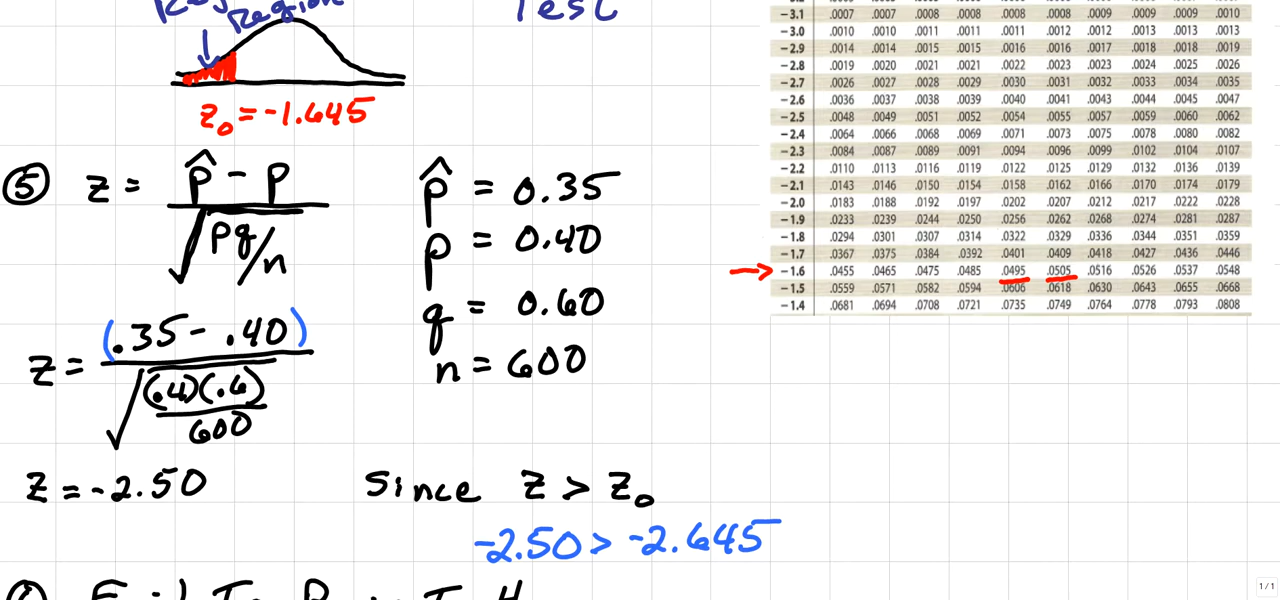 Region
Test
z₀ = -1.645
⑤ z = p̂ - p / √pq/n
p̂ = 0.35
p = 0.40
q = 0.60
n = 600
z = (.35 - .40) / √(.4)(.6)/600
z = -2.50
Since z > z₀
-2.50 > -2.645
-3.1 .0007 .0007 .0008 .0008 .0008 .0008 .0009 .0009 .0009 .0010
-3.0 .0010 .0010 .0011 .0011 .0011 .0012 .0012 .0013 .0013 .0013
-2.9 .0014 .0014 .0015 .0015 .0016 .0016 .0017 .0018 .0018 .0019
-2.8 .0019 .0020 .0021 .0021 .0022 .0023 .0023 .0024 .0025 .0026
-2.7 .0026 .0027 .0028 .0029 .0030 .0031 .0032 .0033 .0034 .0035
-2.6 .0036 .0037 .0038 .0039 .0040 .0041 .0043 .0044 .0045 .0047
-2.5 .0048 .0049 .0051 .0052 .0054 .0055 .0057 .0059 .0060 .0062
-2.4 .0064 .0066 .0068 .0069 .0071 .0073 .0075 .0078 .0080 .0082
-2.3 .0084 .0087 .0089 .0091 .0094 .0096 .0099 .0102 .0104 .0107
-2.2 .0110 .0113 .0116 .0119 .0122 .0125 .0129 .0132 .0136 .0139
-2.1 .0143 .0146 .0150 .0154 .0158 .0162 .0166 .0170 .0174 .0179
-2.0 .0183 .0188 .0192 .0197 .0202 .0207 .0212 .0217 .0222 .0228
-1.9 .0233 .0239 .0244 .0250 .0256 .0262 .0268 .0274 .0281 .0287
-1.8 .0294 .0301 .0307 .0314 .0322 .0329 .0336 .0344 .0351 .0359
-1.7 .0367 .0375 .0384 .0392 .0401 .0409 .0418 .0427 .0436 .0446
-1.6 .0455 .0465 .0475 .0485 .0495 .0505 .0516 .0526 .0537 .0548
-1.5 .0559 .0571 .0582 .0594 .0606 .0618 .0630 .0643 .0655 .0668
-1.4 .0681 .0694 .0708 .0721 .0735 .0749 .0764 .0778 .0793 .0808
1 / 1